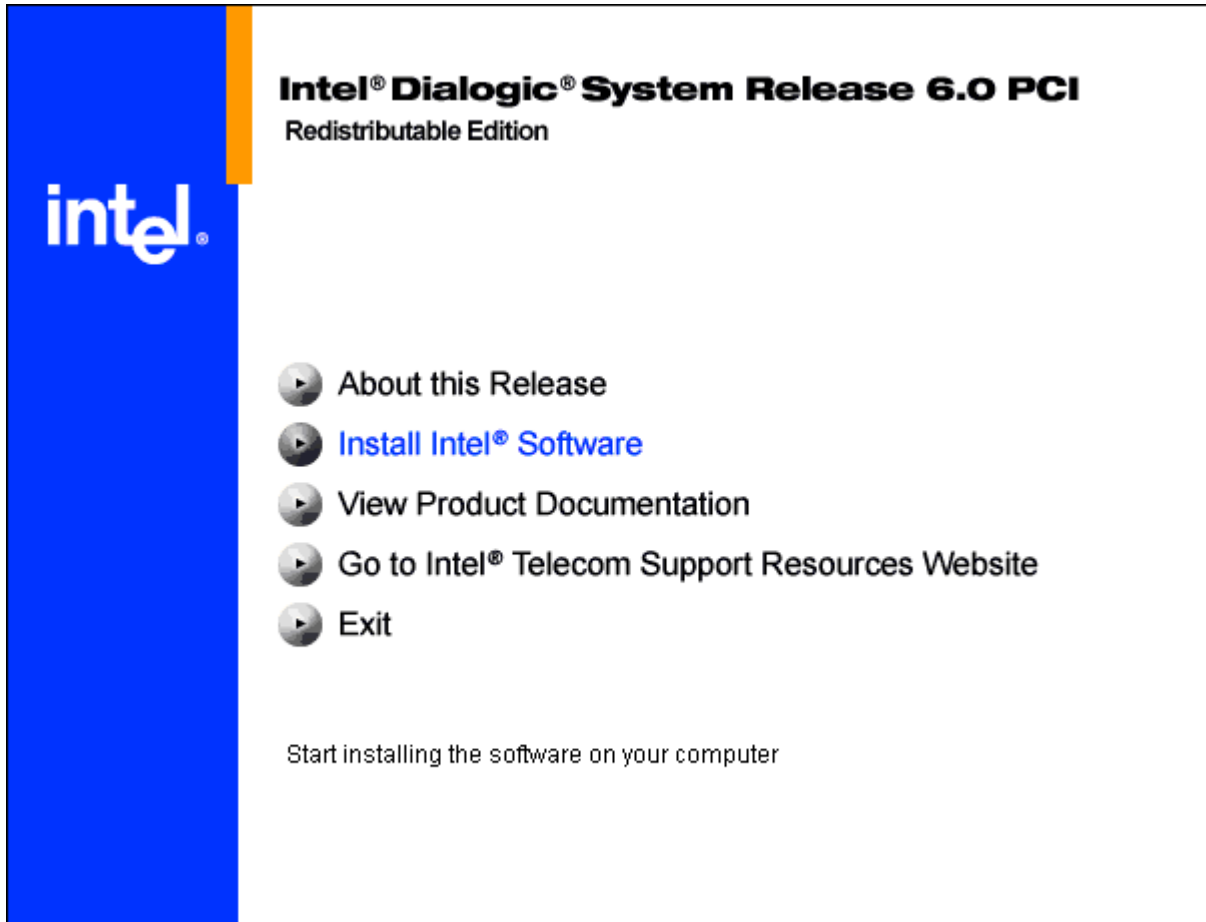 Intel® Dialogic® System Release 6.0 PCI
Redistributable Edition
intel®
About this Release
Install Intel® Software
View Product Documentation
Go to Intel® Telecom Support Resources Website
Exit
Start installing the software on your computer